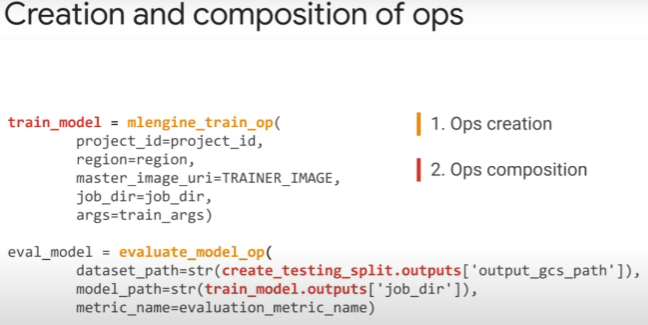 Creation and composition of ops
train_model = mlengine_train_op(
project_id=project_id,
region=region,
master_image_uri=TRAINER_IMAGE,
job_dir=job_dir,
args=train_args)
1. Ops creation
2. Ops composition
eval_model = evaluate_model_op(
dataset_path=str(create_testing_split.outputs['output_gcs_path']),
model_path=str(train_model.outputs['job_dir']),
metric_name=evaluation_metric_name)